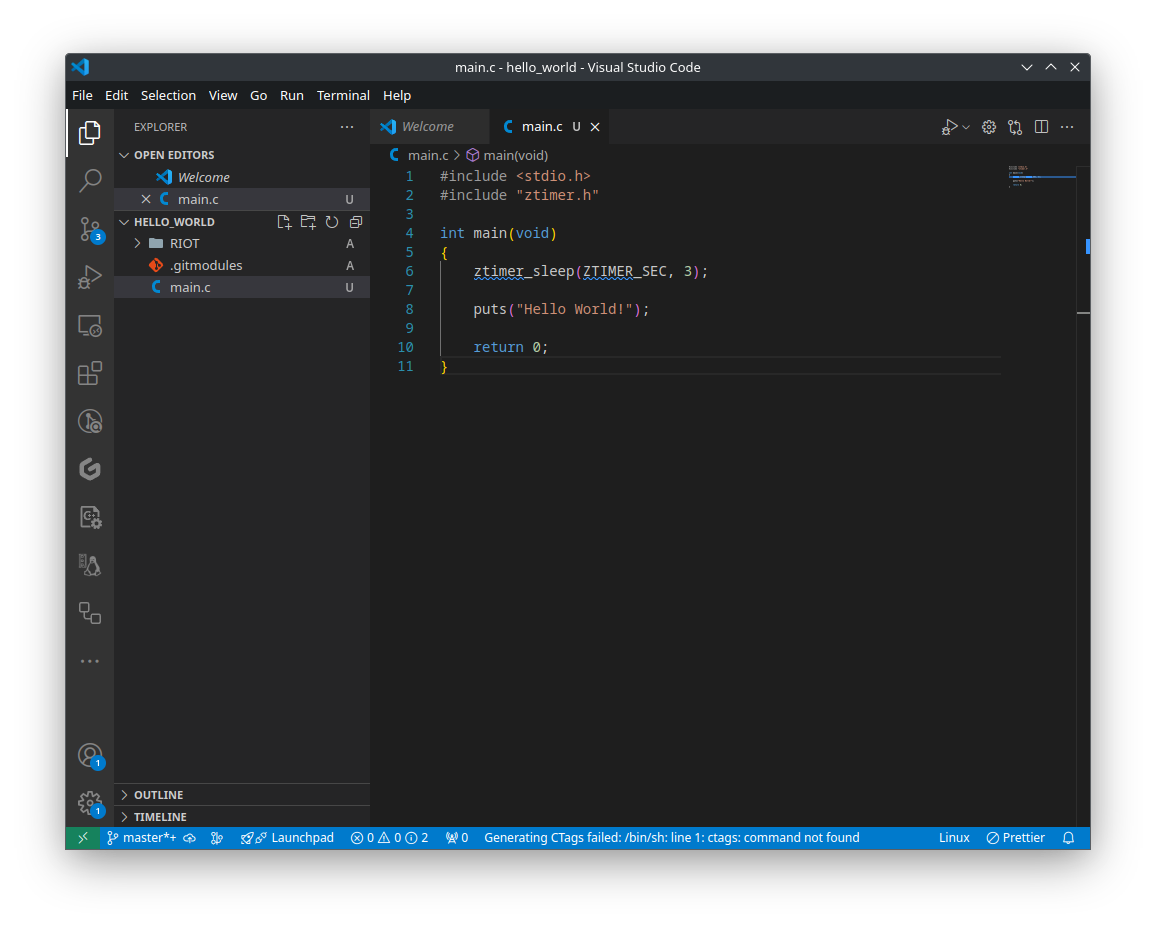 main.c - hello_world - Visual Studio Code
File Edit Selection View Go Run Terminal Help
EXPLORER
OPEN EDITORS
Welcome
main.c U
HELLO_WORLD
RIOT A
.gitmodules A
main.c U
OUTLINE
TIMELINE
3
1
1
Welcome main.c U
main.c main(void)
1 #include <stdio.h>
2 #include "ztimer.h"
3
4 int main(void)
5 {
6 ztimer_sleep(ZTIMER_SEC, 3);
7
8 puts("Hello World!");
9
10 return 0;
11 }
master*+ Launchpad 0 0 2 0 Generating CTags failed: /bin/sh: line 1: ctags: command not found Linux Prettier